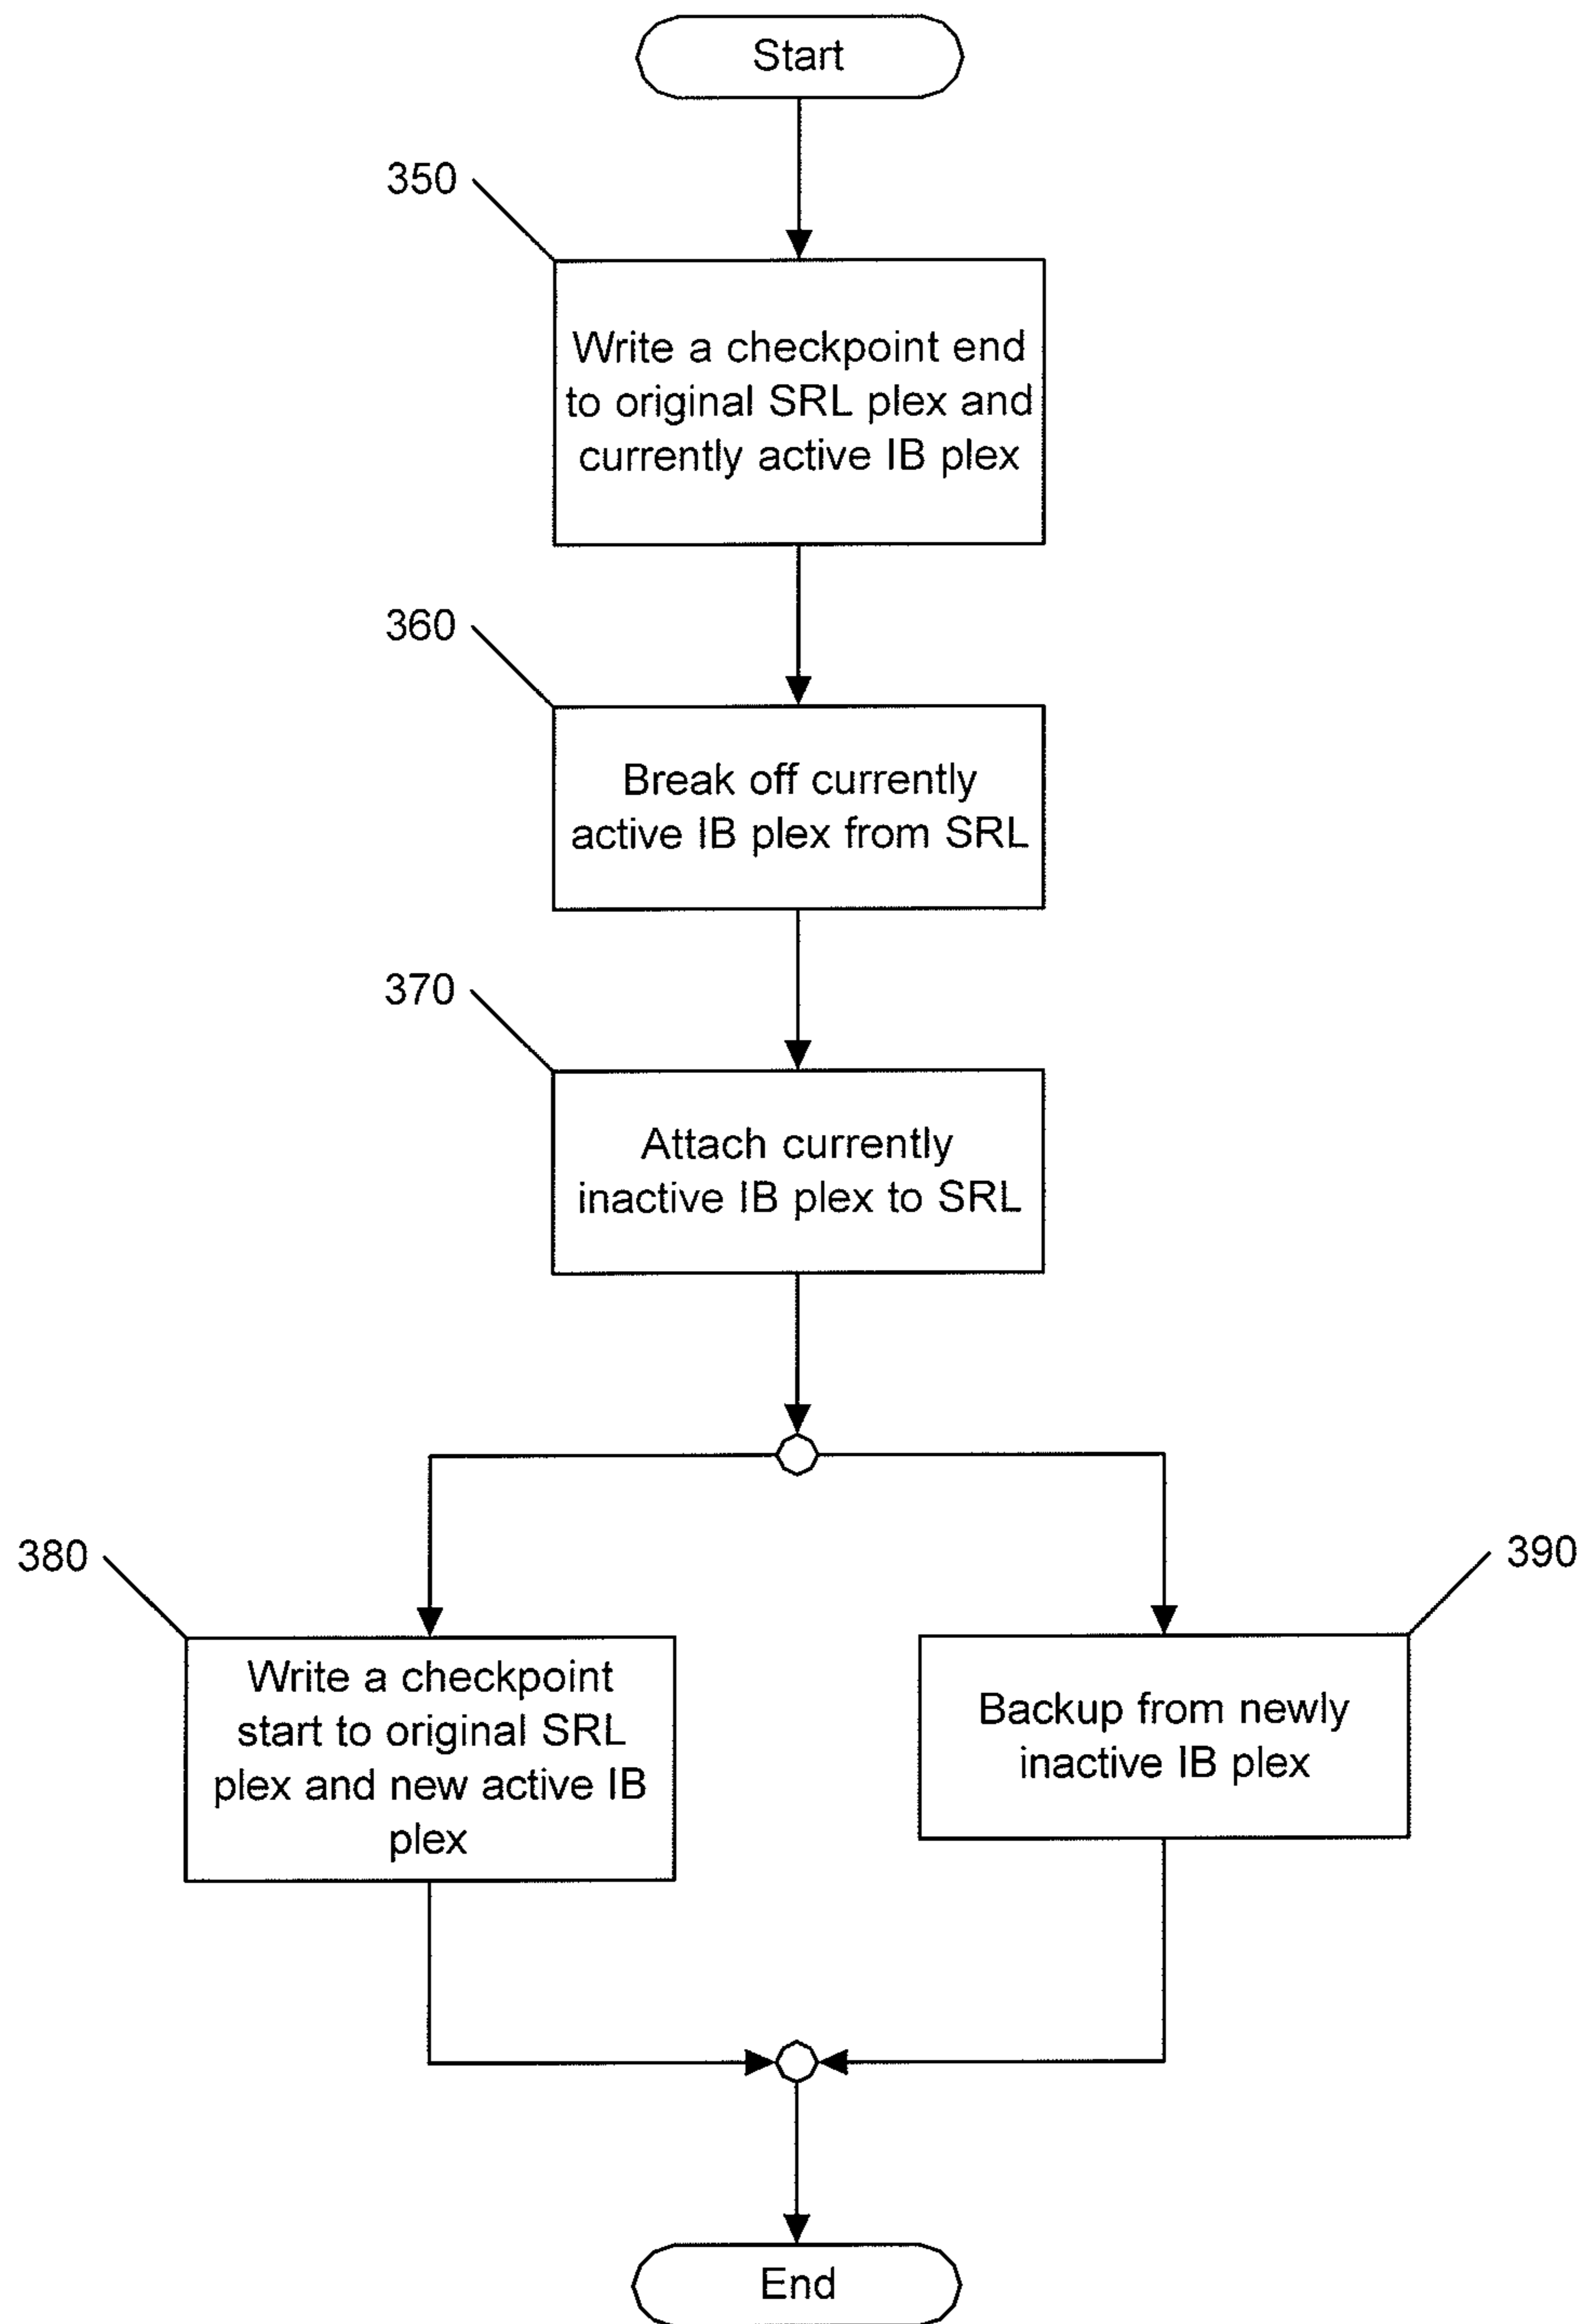 Start
350
Write a checkpoint end
to original SRL plex and
currently active IB plex
360
Break off currently
active IB plex from SRL
370
Attach currently
inactive IB plex to SRL
380
Write a checkpoint
start to original SRL
plex and new active IB
plex
390
Backup from newly
inactive IB plex
End